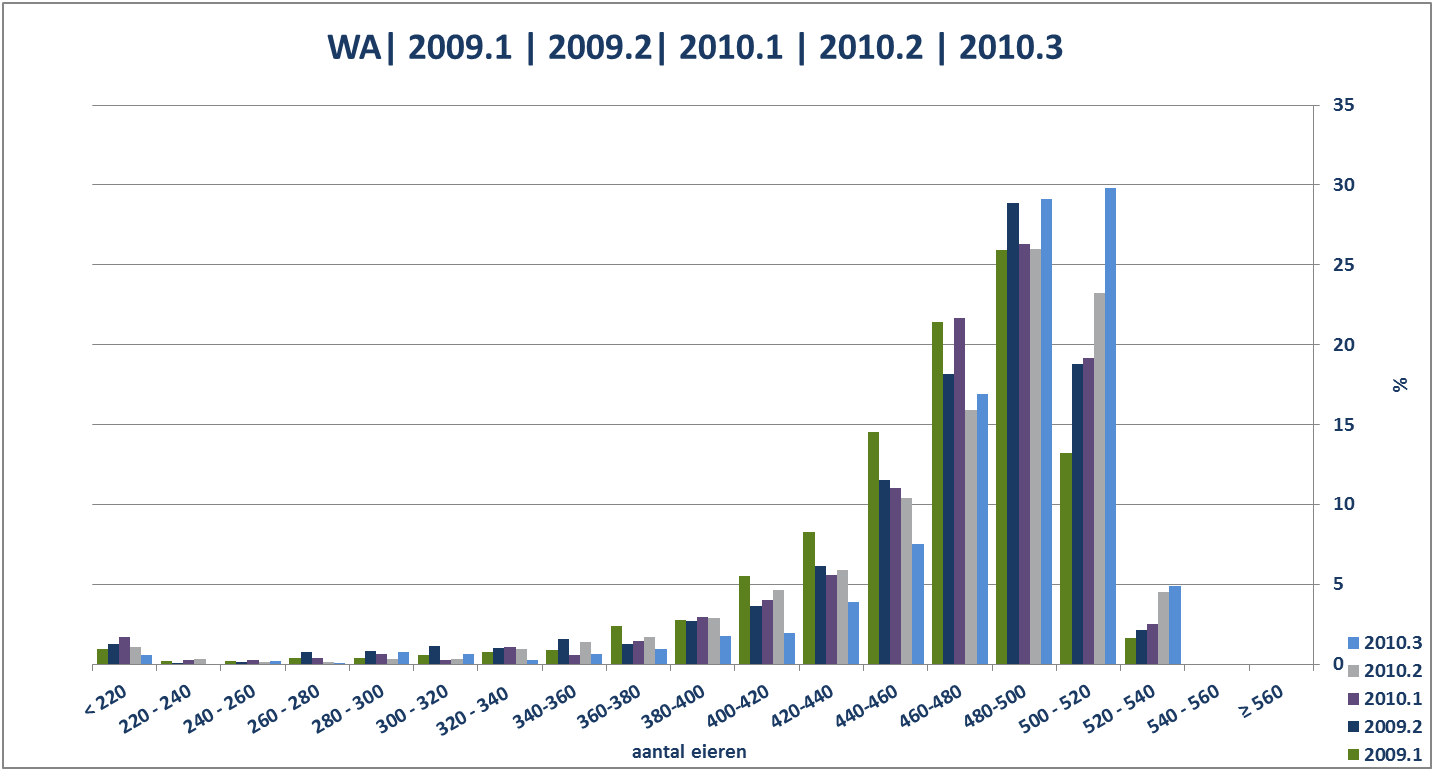 WA| 2009.1 | 2009.2| 2010.1 | 2010.2 | 2010.3
35
30
25
20
15
10
5
0
%
< 220
220 - 240
240 - 260
260 - 280
280 - 300
300 - 320
320 - 340
340-360
360-380
380-400
400-420
420-440
440-460
460-480
480-500
500 - 520
520 - 540
540 - 560
≥ 560
aantal eieren
2010.3
2010.2
2010.1
2009.2
2009.1